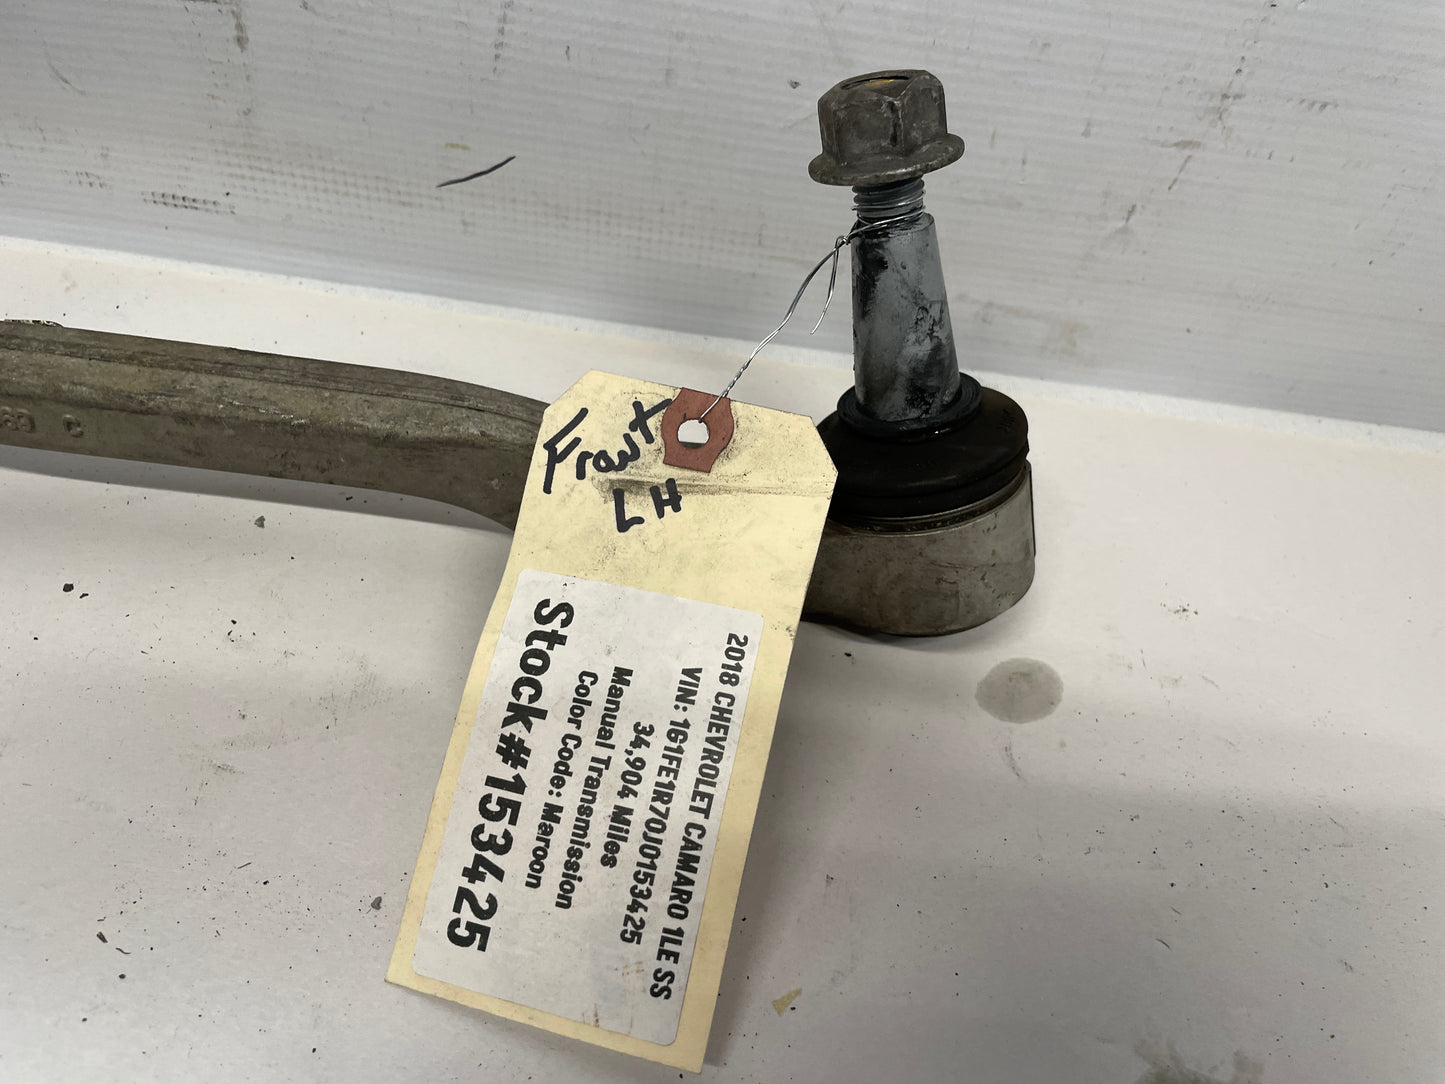 Front
LH
2018 CHEVROLET CAMARO 1LE SS
VIN: 1G1FE1R70J0153425
34,904 Miles
Manual Transmission
Color Code: Maroon
Stock#153425